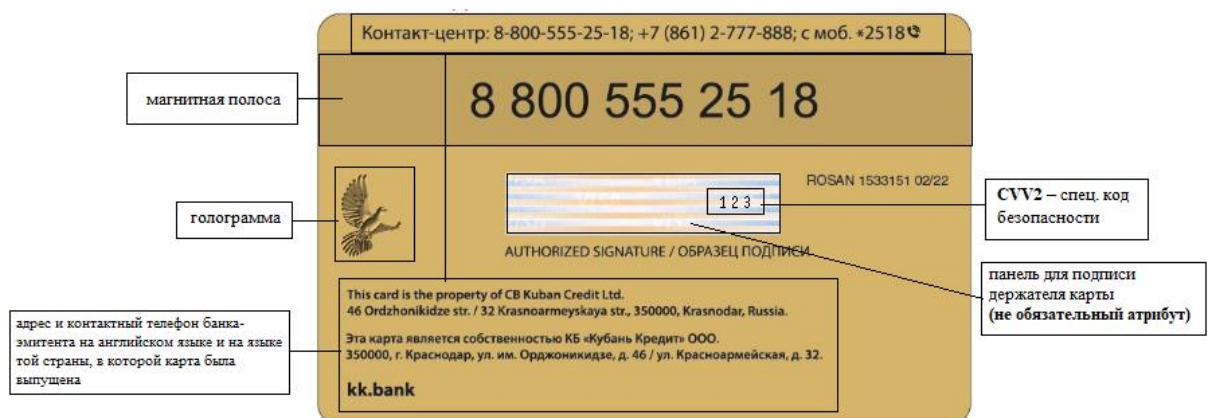 Контакт-центр: 8-800-555-25-18; +7 (861) 2-777-888; с моб. *2518
магнитная полоса
8 800 555 25 18
ROSAN 1533151 02/22
1 2 3
CVV2 – спец. код
безопасности
голограмма
AUTHORIZED SIGNATURE / ОБРАЗЕЦ ПОДПИСИ
панель для подписи
держателя карты
(не обязательный атрибут)
This card is the property of CB Kuban Credit Ltd.
46 Ordzhonikidze str. / 32 Krasnoarmeyskaya str., 350000, Krasnodar, Russia.
Эта карта является собственностью КБ «Кубань Кредит» ООО.
350000, г. Краснодар, ул. им. Орджоникидзе, д. 46 / ул. Красноармейская, д. 32.
kk.bank
адрес и контактный телефон банка-
эмитента на английском языке и на языке
той страны, в которой карта была
выпущена